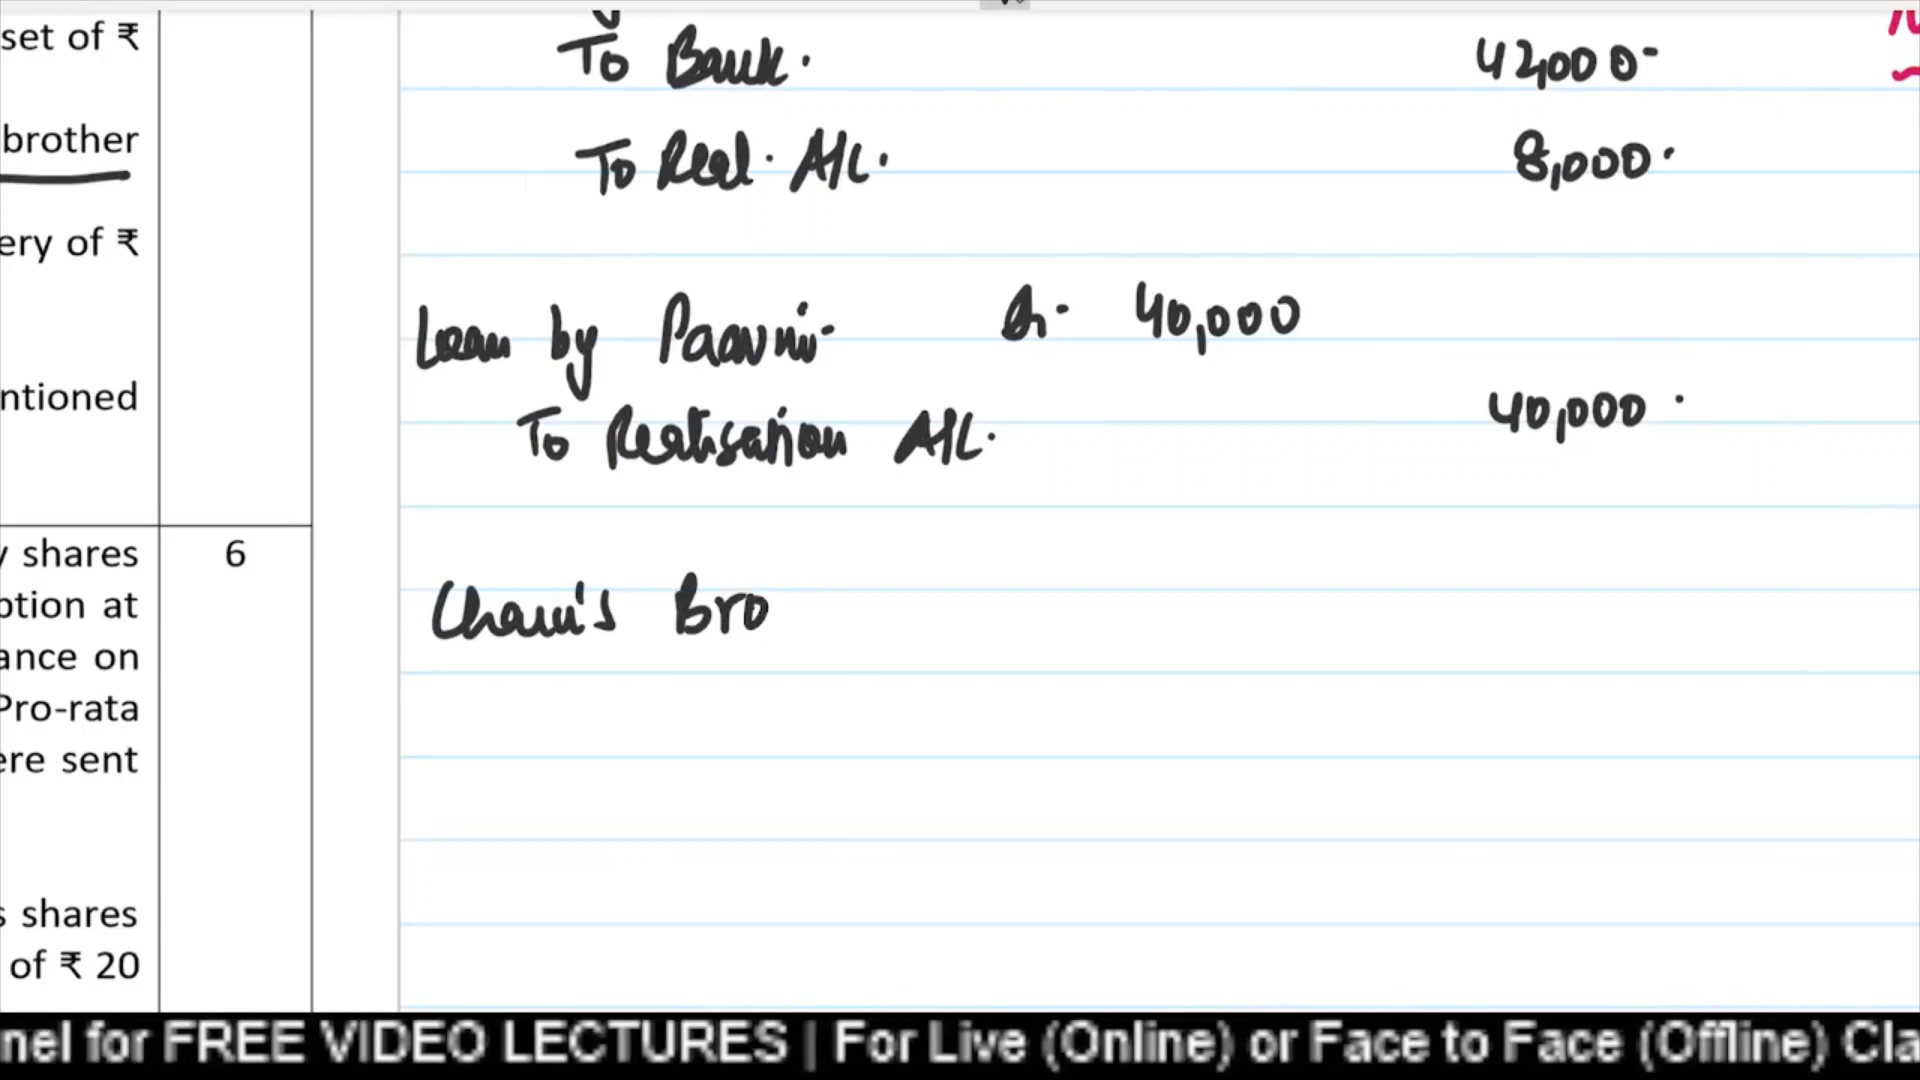 set of ₹
brother
ery of ₹
ntioned
y shares
ption at
ance on
Pro-rata
ere sent
s shares
of ₹ 20
6
To Bank. 42,000
To Real. A/c. 8,000
Loan by Paavni Dr. 40,000
To Realisation A/c. 40,000
Charu's Bro
nel for FREE VIDEO LECTURES | For Live (Online) or Face to Face (Offline) Cla